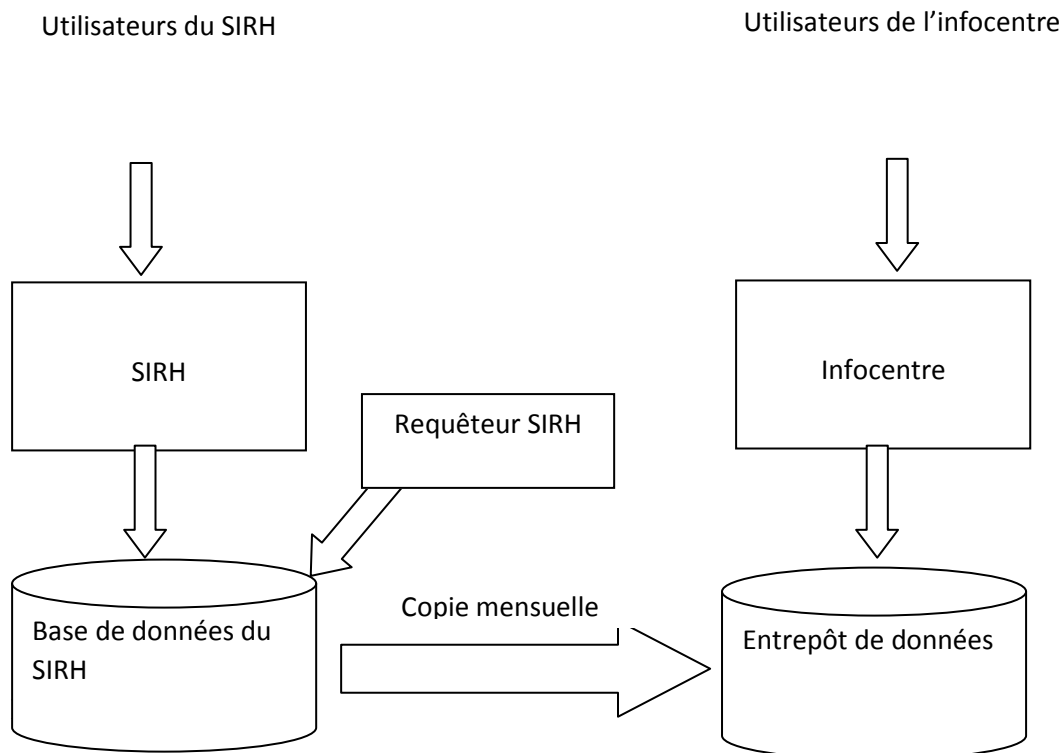 Utilisateurs du SIRH
Utilisateurs de l’infocentre
SIRH
Infocentre
Requêteur SIRH
Copie mensuelle
Base de données du
SIRH
Entrepôt de données